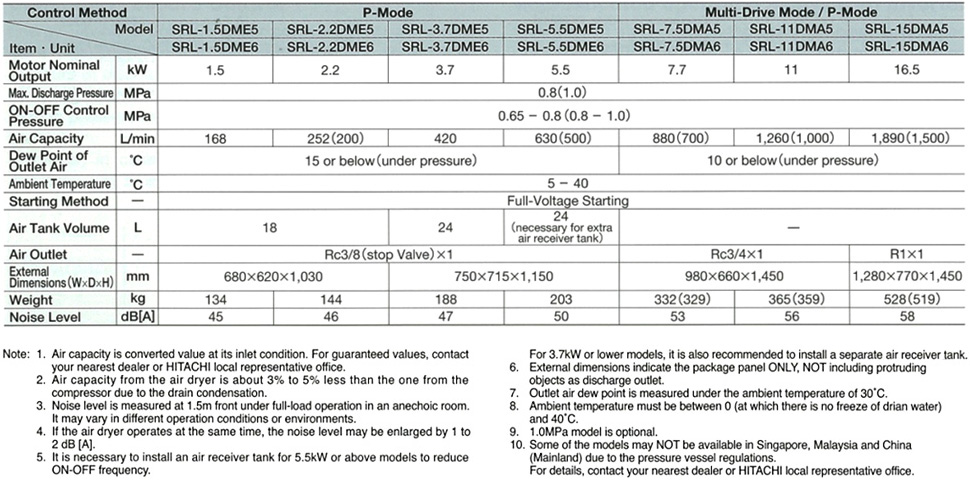 Control Method P-Mode Multi-Drive Mode / P-Mode
Model SRL-1.5DME5 SRL-2.2DME5 SRL-3.7DME5 SRL-5.5DME5 SRL-7.5DMA5 SRL-11DMA5 SRL-15DMA5
Item · Unit SRL-1.5DME6 SRL-2.2DME6 SRL-3.7DME6 SRL-5.5DME6 SRL-7.5DMA6 SRL-11DMA6 SRL-15DMA6
Motor Nominal
Output kW 1.5 2.2 3.7 5.5 7.7 11 16.5
Max. Discharge Pressure MPa 0.8(1.0)
ON-OFF Control
Pressure MPa 0.65 - 0.8 (0.8 - 1.0)
Air Capacity L/min 168 252(200) 420 630(500) 880(700) 1,260(1,000) 1,890(1,500)
Dew Point of
Outlet Air °C 15 or below(under pressure) 10 or below(under pressure)
Ambient Temperature °C 5 - 40
Starting Method — Full-Voltage Starting
Air Tank Volume L 18 24 24
(necessary for extra
air receiver tank) —
Air Outlet — Rc3/8(stop Valve)×1 Rc3/4×1 R1×1
External
Dimensions(W×D×H) mm 680×620×1,030 750×715×1,150 980×660×1,450 1,280×770×1,450
Weight kg 134 144 188 203 332(329) 365(359) 528(519)
Noise Level dB[A] 45 46 47 50 53 56 58
Note: 1. Air capacity is converted value at its inlet condition. For guaranteed values, contact
your nearest dealer or HITACHI local representative office.
2. Air capacity from the air dryer is about 3% to 5% less than the one from the
compressor due to the drain condensation.
3. Noise level is measured at 1.5m front under full-load operation in an anechoic room.
It may vary in different operation conditions or environments.
4. If the air dryer operates at the same time, the noise level may be enlarged by 1 to
2 dB [A].
5. It is necessary to install an air receiver tank for 5.5kW or above models to reduce
ON-OFF frequency.
For 3.7kW or lower models, it is also recommended to install a separate air receiver tank.
6. External dimensions indicate the package panel ONLY, NOT including protruding
objects as discharge outlet.
7. Outlet air dew point is measured under the ambient temperature of 30°C.
8. Ambient temperature must be between 0 (at which there is no freeze of drian water)
and 40°C.
9. 1.0MPa model is optional.
10. Some of the models may NOT be available in Singapore, Malaysia and China
(Mainland) due to the pressure vessel regulations.
For details, contact your nearest dealer or HITACHI local representative office.